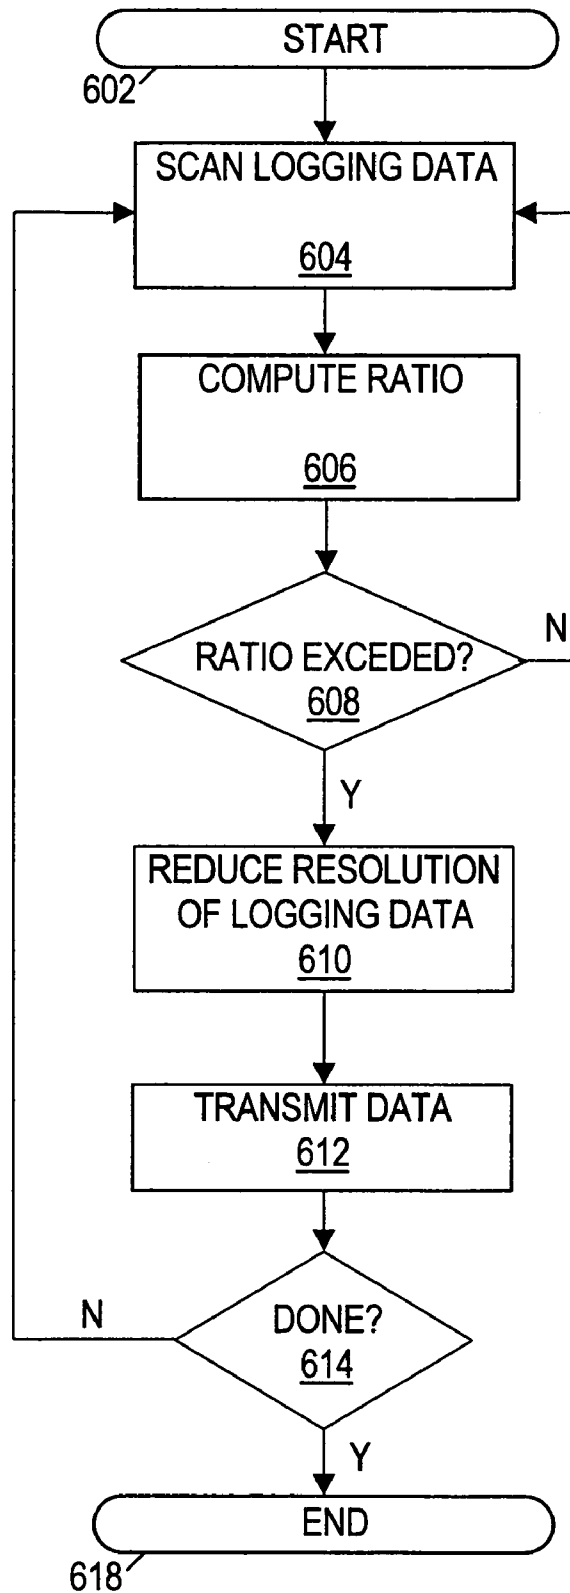 START
602
SCAN LOGGING DATA
604
COMPUTE RATIO
606
RATIO EXCEDED?
608
N
Y
REDUCE RESOLUTION
OF LOGGING DATA
610
TRANSMIT DATA
612
DONE?
614
N
Y
END
618